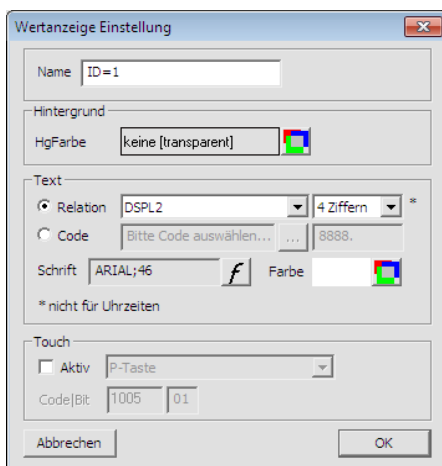 Wertanzeige Einstellung
Name ID=1
Hintergrund
HgFarbe keine [transparent]
Text
Relation DSPL2 4 Ziffern *
Code Bitte Code auswählen... ... 8888.
Schrift ARIAL;46 f Farbe
* nicht für Uhrzeiten
Touch
Aktiv P-Taste
Code|Bit 1005 01
Abbrechen OK